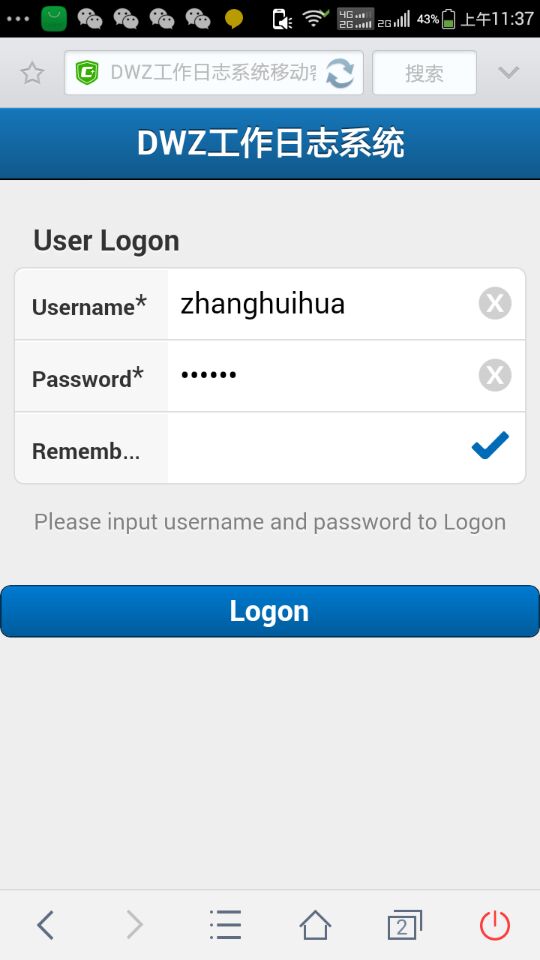 4G
2G
2G
43%
上午11:37
DWZ工作日志系统移动客
搜索
DWZ工作日志系统
User Logon
Username*
zhanghuihua
Password*
••••••
Rememb...
Please input username and password to Logon
Logon
2